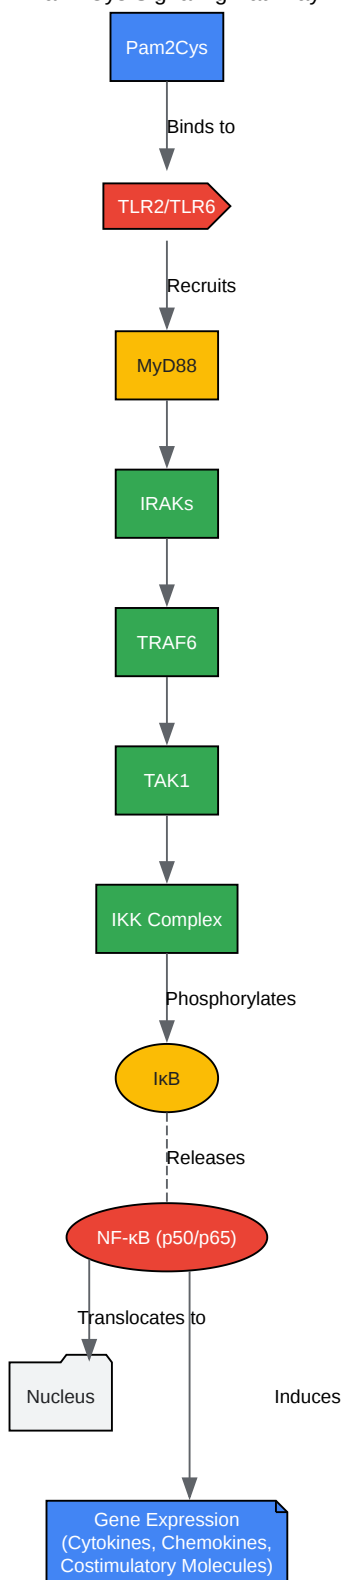 Pam2Cys
Binds to
TLR2/TLR6
Recruits
MyD88
IRAKs
TRAF6
TAK1
IKK Complex
Phosphorylates
IκB
Releases
NF-κB (p50/p65)
Translocates to
Nucleus
Induces
Gene Expression
(Cytokines, Chemokines,
Costimulatory Molecules)